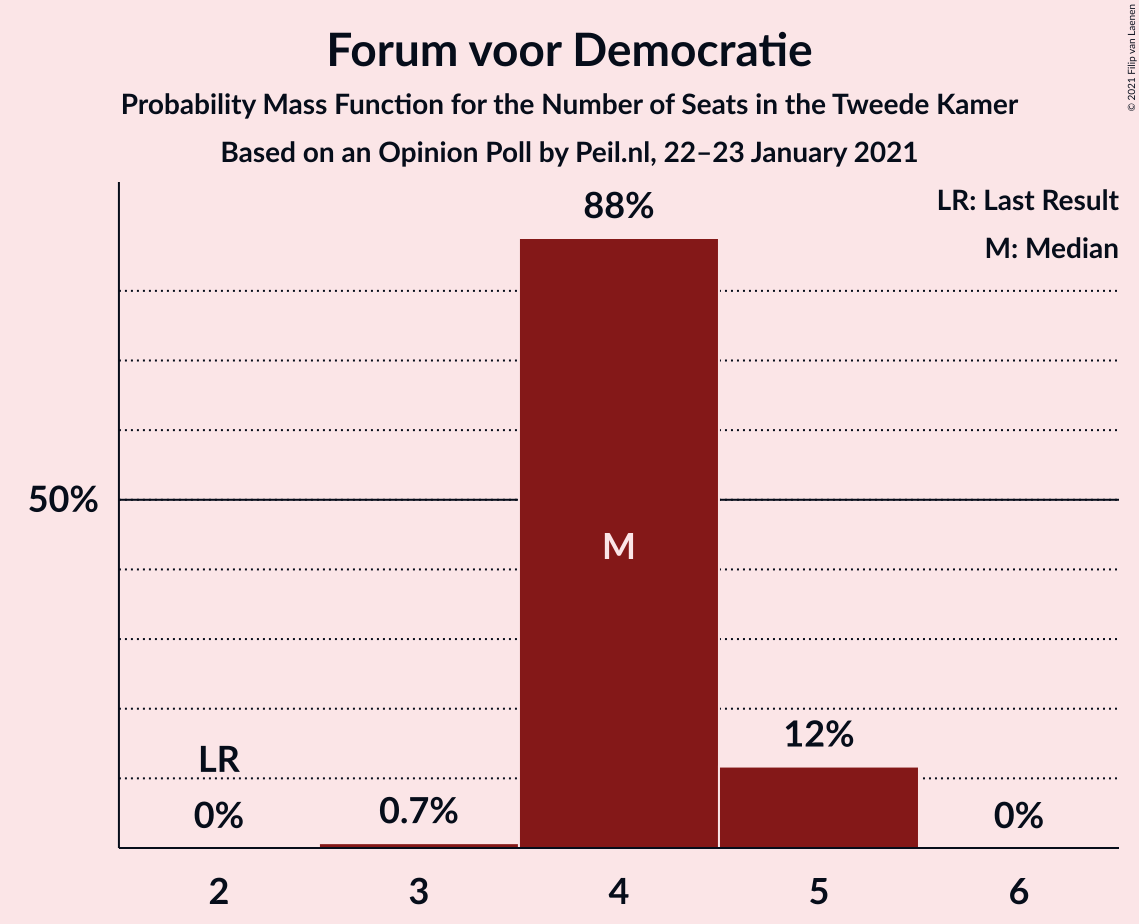 Forum voor Democratie
Probability Mass Function for the Number of Seats in the Tweede Kamer
Based on an Opinion Poll by Peil.nl, 22–23 January 2021
© 2021 Filip van Laenen
LR: Last Result
M: Median
88%
50%
M
12%
LR
0%
0.7%
0%
2 3 4 5 6